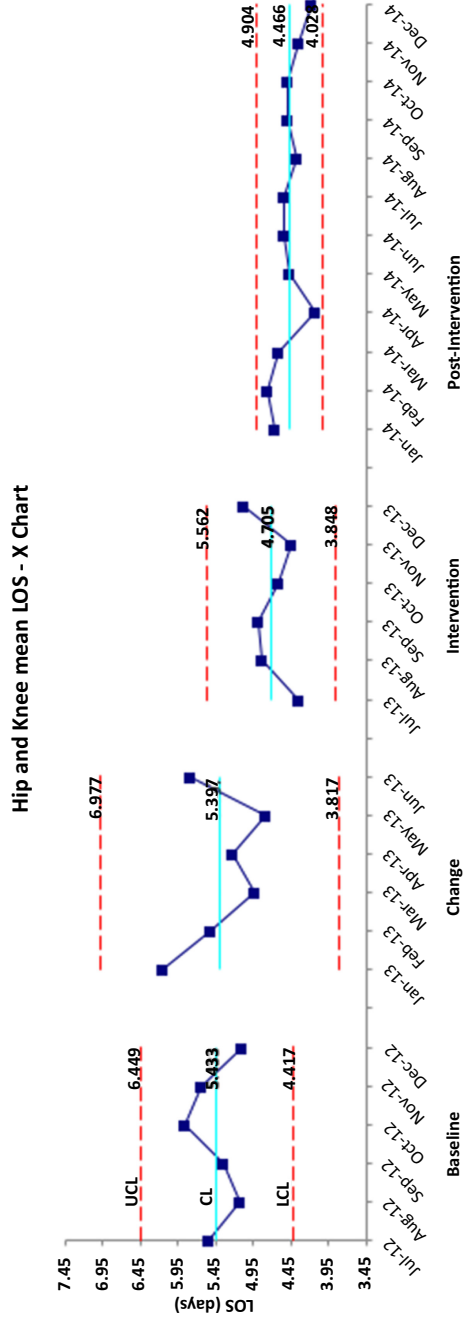 Hip and Knee mean LOS - X Chart
LOS (days)
7.45
6.95
6.45
5.95
5.45
4.95
4.45
3.95
3.45
UCL
6.449
CL
5.433
LCL
4.417
6.977
5.397
3.817
5.562
4.705
3.848
4.904
4.466
4.028
Jul-12
Aug-12
Sep-12
Oct-12
Nov-12
Dec-12
Jan-13
Feb-13
Mar-13
Apr-13
May-13
Jun-13
Jul-13
Aug-13
Sep-13
Oct-13
Nov-13
Dec-13
Jan-14
Feb-14
Mar-14
Apr-14
May-14
Jun-14
Jul-14
Aug-14
Sep-14
Oct-14
Nov-14
Dec-14
Baseline
Change
Intervention
Post-Intervention